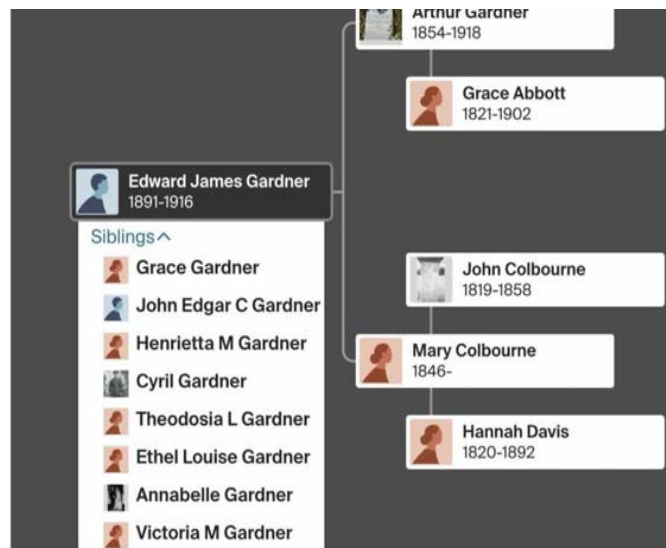 Arthur Gardner
1854-1918
Grace Abbott
1821-1902
Edward James Gardner
1891-1916
Siblings
Grace Gardner
John Edgar C Gardner
Henrietta M Gardner
Cyril Gardner
Theodosia L Gardner
Ethel Louise Gardner
Annabelle Gardner
Victoria M Gardner
John Colbourne
1819-1858
Mary Colbourne
1846-
Hannah Davis
1820-1892